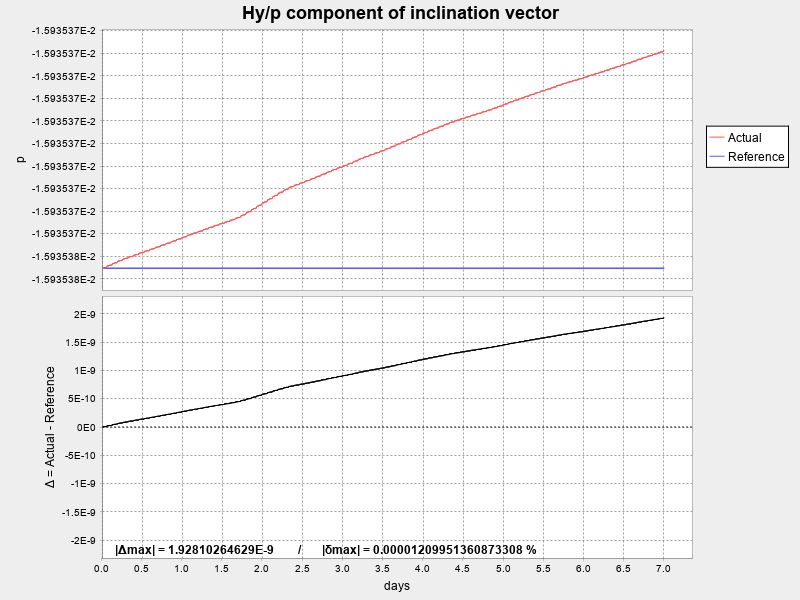 Hy/p component of inclination vector
-1.593537E-2
-1.593537E-2
-1.593537E-2
-1.593537E-2
-1.593537E-2
-1.593537E-2
-1.593537E-2
-1.593537E-2
-1.593537E-2
-1.593538E-2
-1.593538E-2
p
Actual
Reference
2E-9
1.5E-9
1E-9
5E-10
0E0
-5E-10
-1E-9
-1.5E-9
-2E-9
Δ = Actual - Reference
|Δmax| = 1.92810264629E-9 / |δmax| = 0.00001209951360873308 %
0.0 0.5 1.0 1.5 2.0 2.5 3.0 3.5 4.0 4.5 5.0 5.5 6.0 6.5 7.0
days